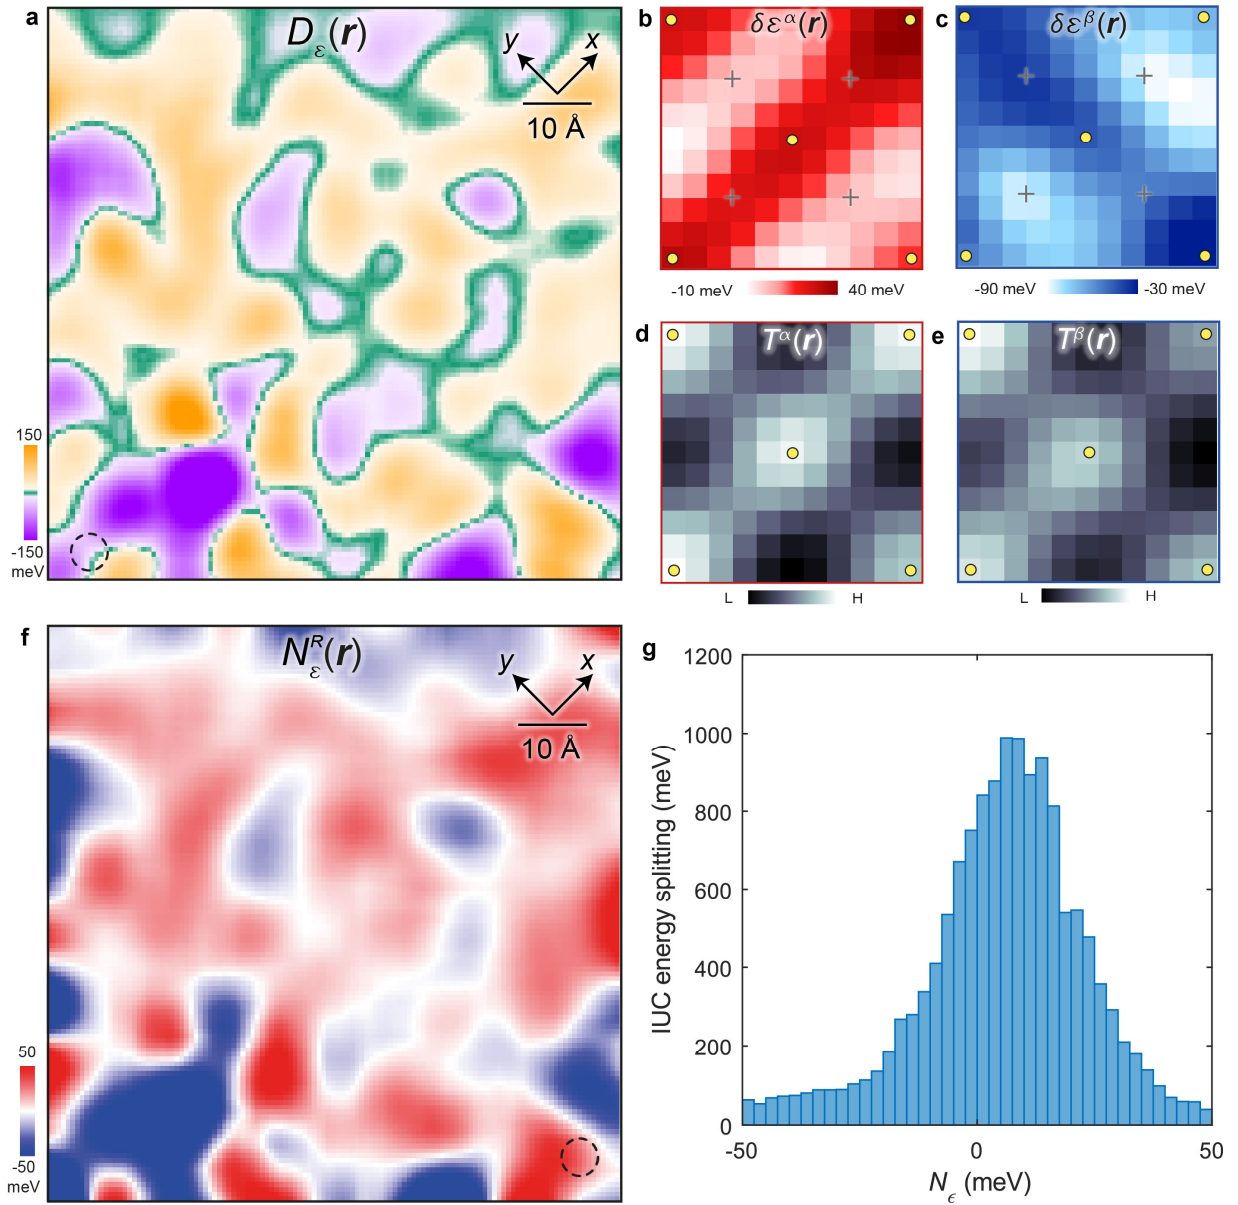 a
D_ε(r)
y
x
10 Å
150
-150
meV
b
δε^α(r)
-10 meV
40 meV
c
δε^β(r)
-90 meV
-30 meV
d
T^α(r)
L
H
e
T^β(r)
L
H
f
N_ε^R(r)
y
x
10 Å
50
-50
meV
g
IUC energy splitting (meV)
1200
1000
800
600
400
200
0
-50
0
50
N_ϵ (meV)